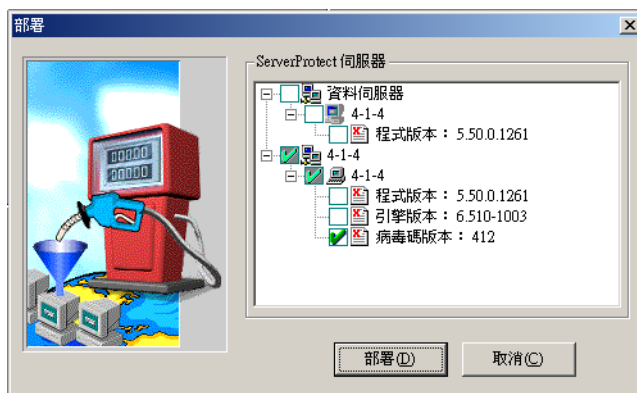 部署
ServerProtect 伺服器
資料伺服器
4-1-4
程式版本： 5.50.0.1261
4-1-4
4-1-4
程式版本： 5.50.0.1261
引擎版本： 6.510-1003
病毒碼版本： 412
部署(D)
取消(C)